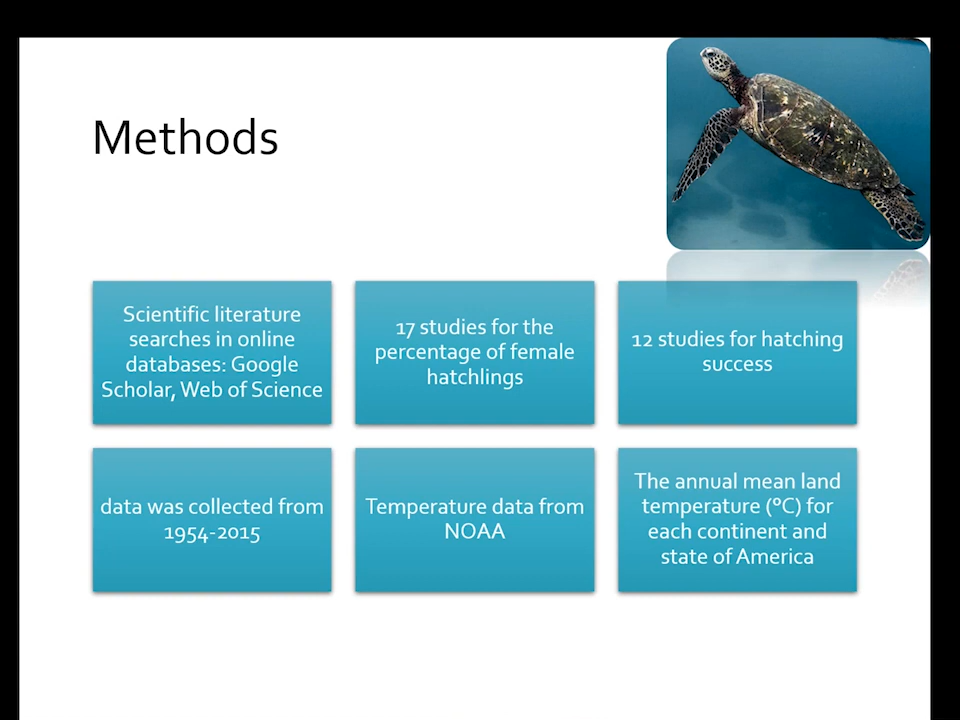 Methods
Scientific literature
searches in online
databases: Google
Scholar, Web of Science
17 studies for the
percentage of female
hatchlings
12 studies for hatching
success
data was collected from
1954-2015
Temperature data from
NOAA
The annual mean land
temperature (°C) for
each continent and
state of America